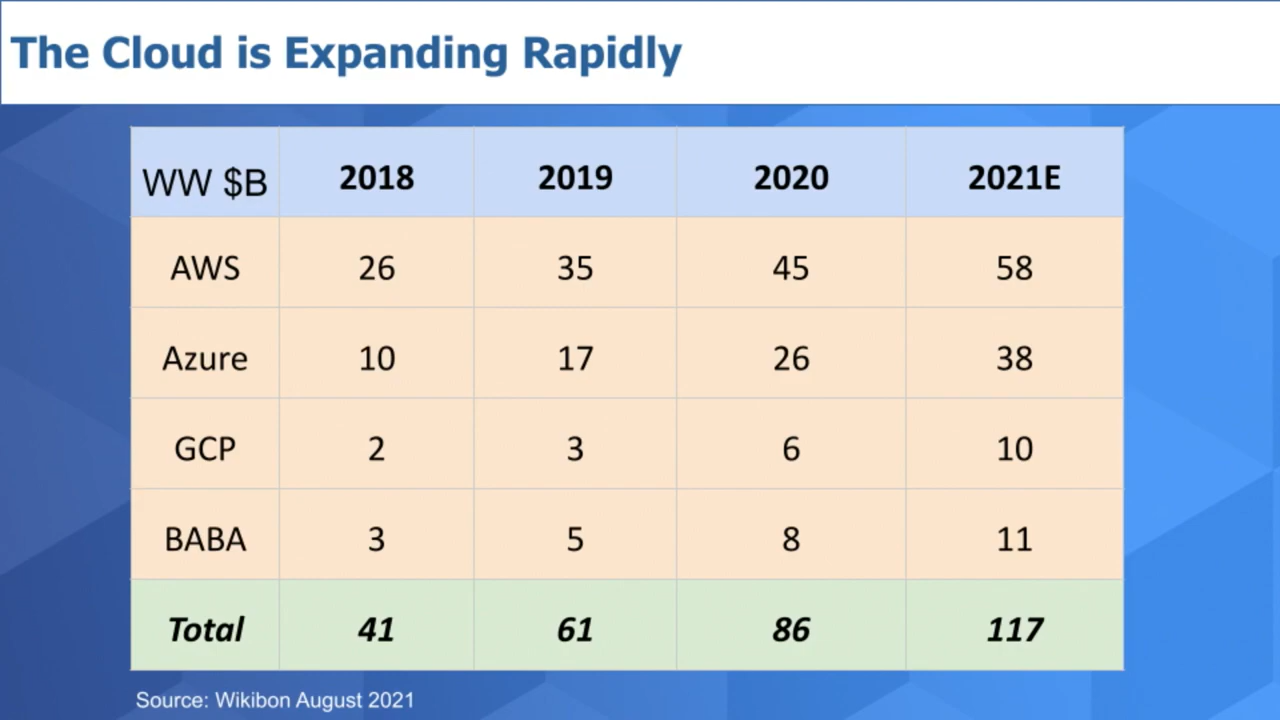 The Cloud is Expanding Rapidly
WW $B 2018 2019 2020 2021E
AWS 26 35 45 58
Azure 10 17 26 38
GCP 2 3 6 10
BABA 3 5 8 11
Total 41 61 86 117
Source: Wikibon August 2021